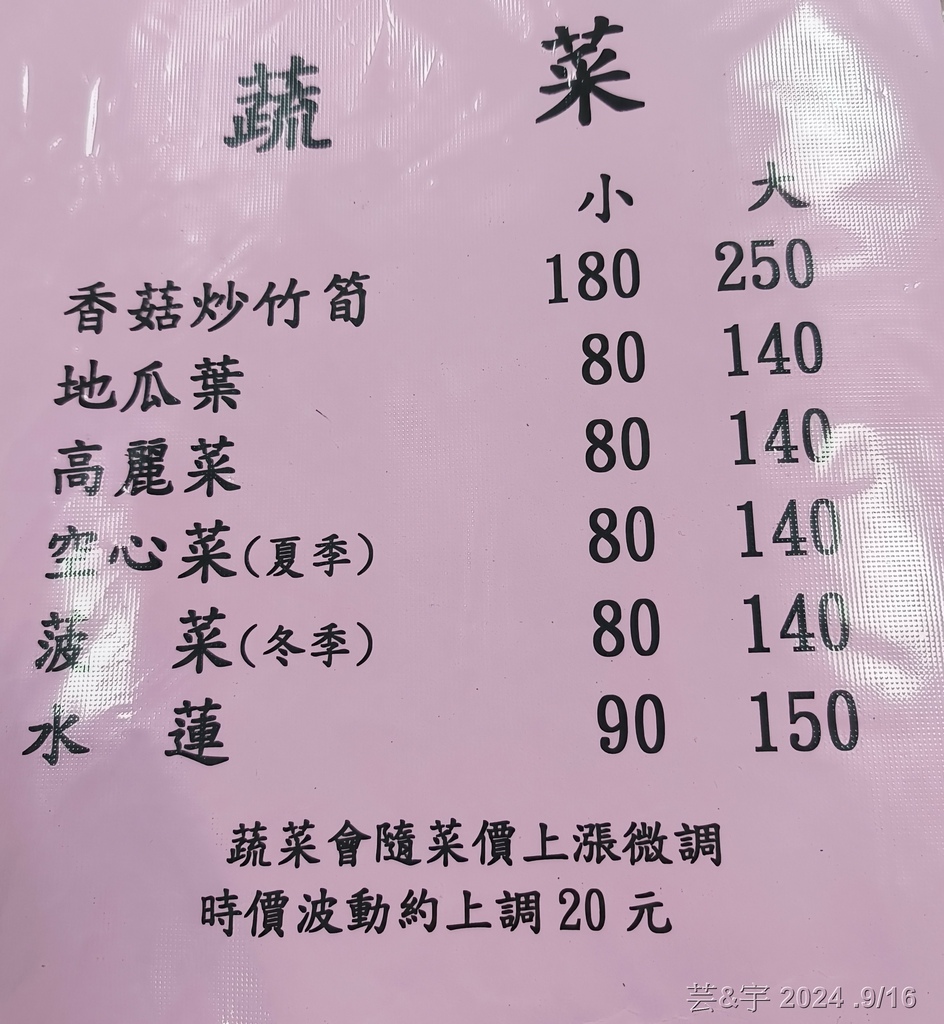 蔬 菜
小 大
香菇炒竹筍 180 250
地瓜葉 80 140
高麗菜 80 140
空心菜(夏季) 80 140
菠 菜(冬季) 80 140
水 蓮 90 150
蔬菜會隨菜價上漲微調
時價波動約上調20元
芸&宇 2024 .9/16